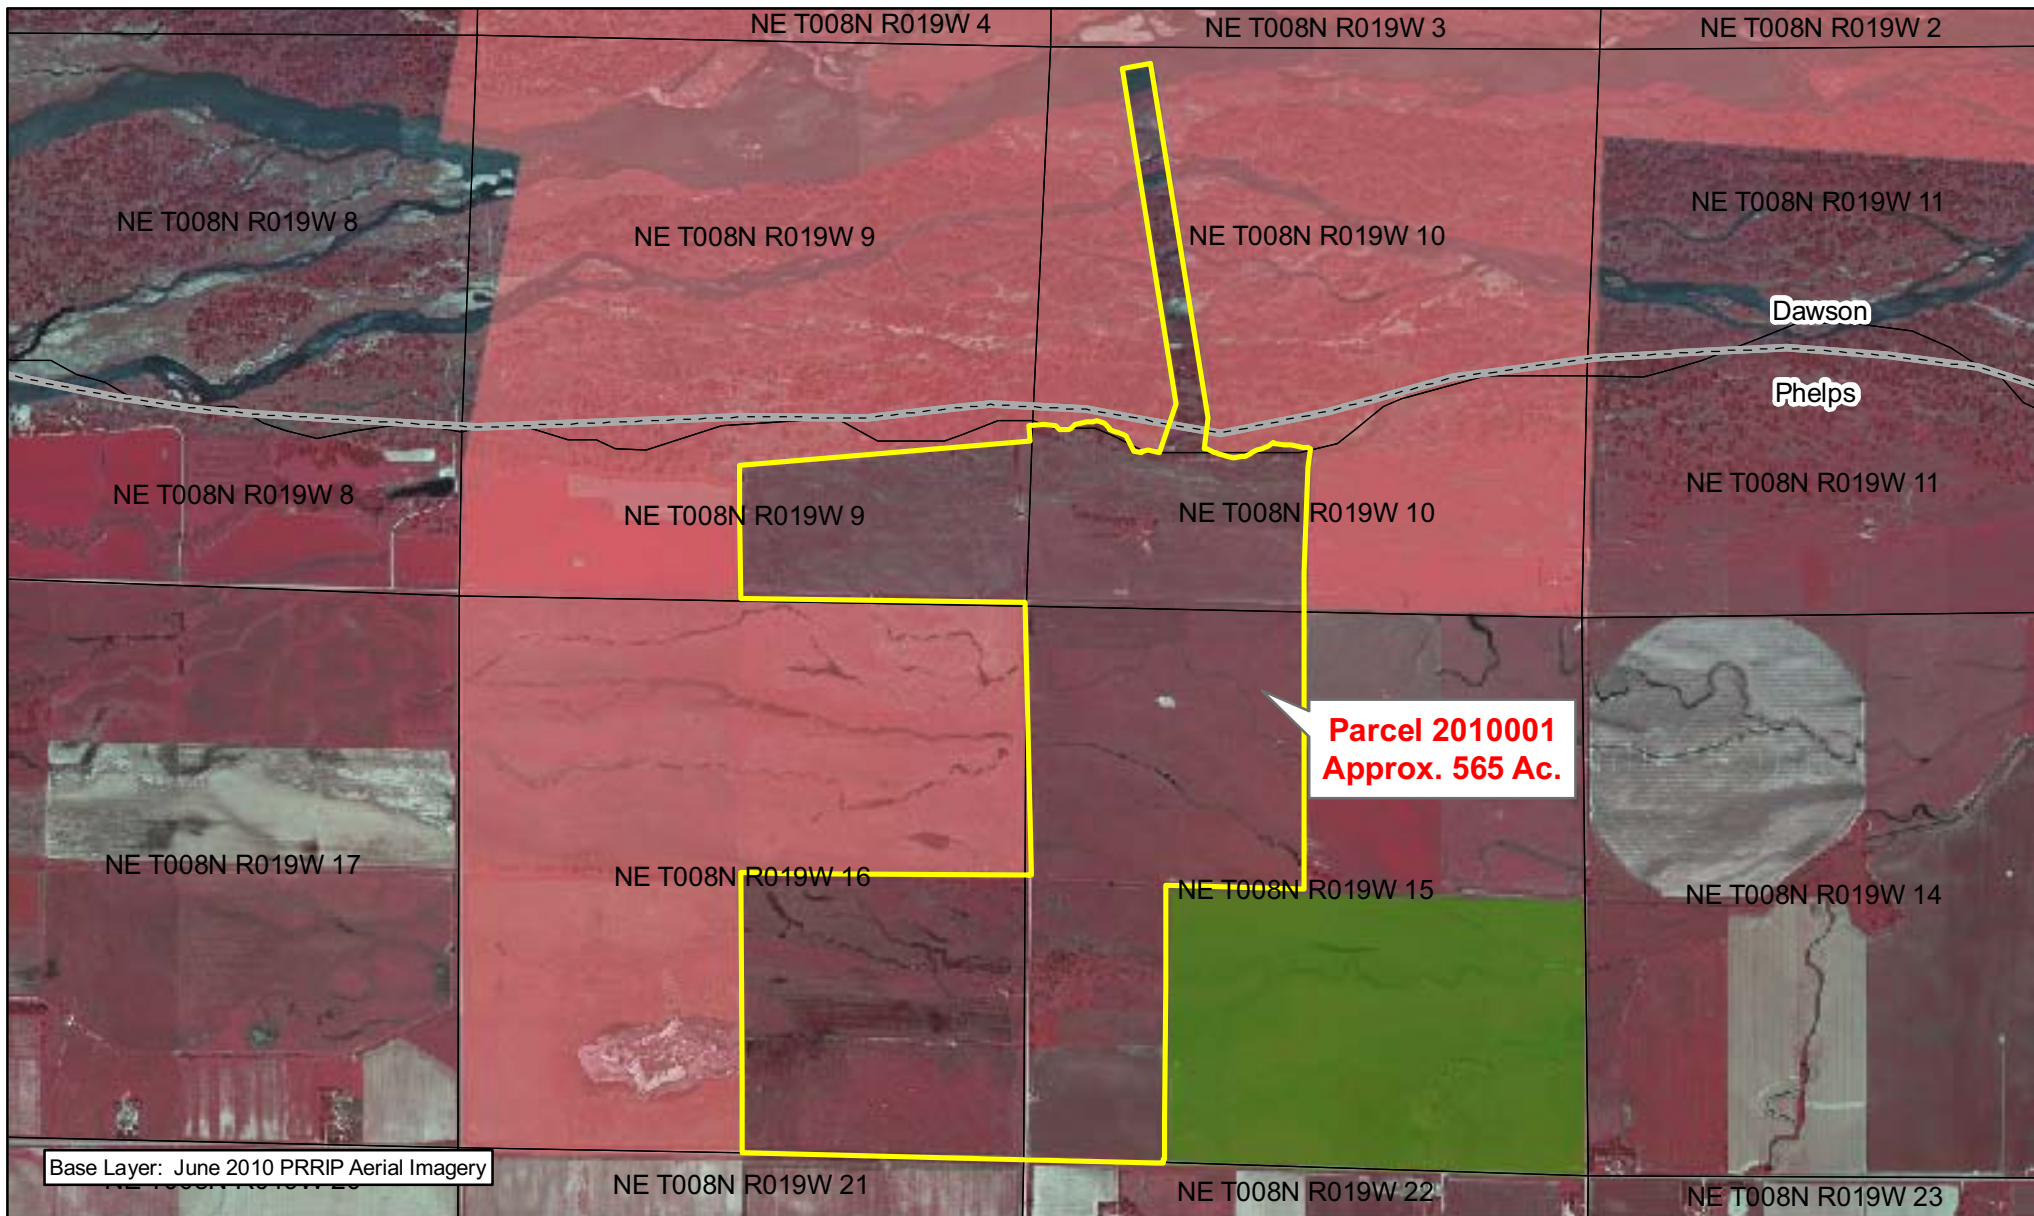 NE T008N R019W 4
NE T008N R019W 3
NE T008N R019W 2
NE T008N R019W 8
NE T008N R019W 9
NE T008N R019W 10
NE T008N R019W 11
Dawson
Phelps
NE T008N R019W 8
NE T008N R019W 9
NE T008N R019W 10
NE T008N R019W 11
Parcel 2010001
Approx. 565 Ac.
NE T008N R019W 17
NE T008N R019W 16
NE T008N R019W 15
NE T008N R019W 14
Base Layer: June 2010 PRRIP Aerial Imagery
NE T008N R019W 21
NE T008N R019W 22
NE T008N R019W 23